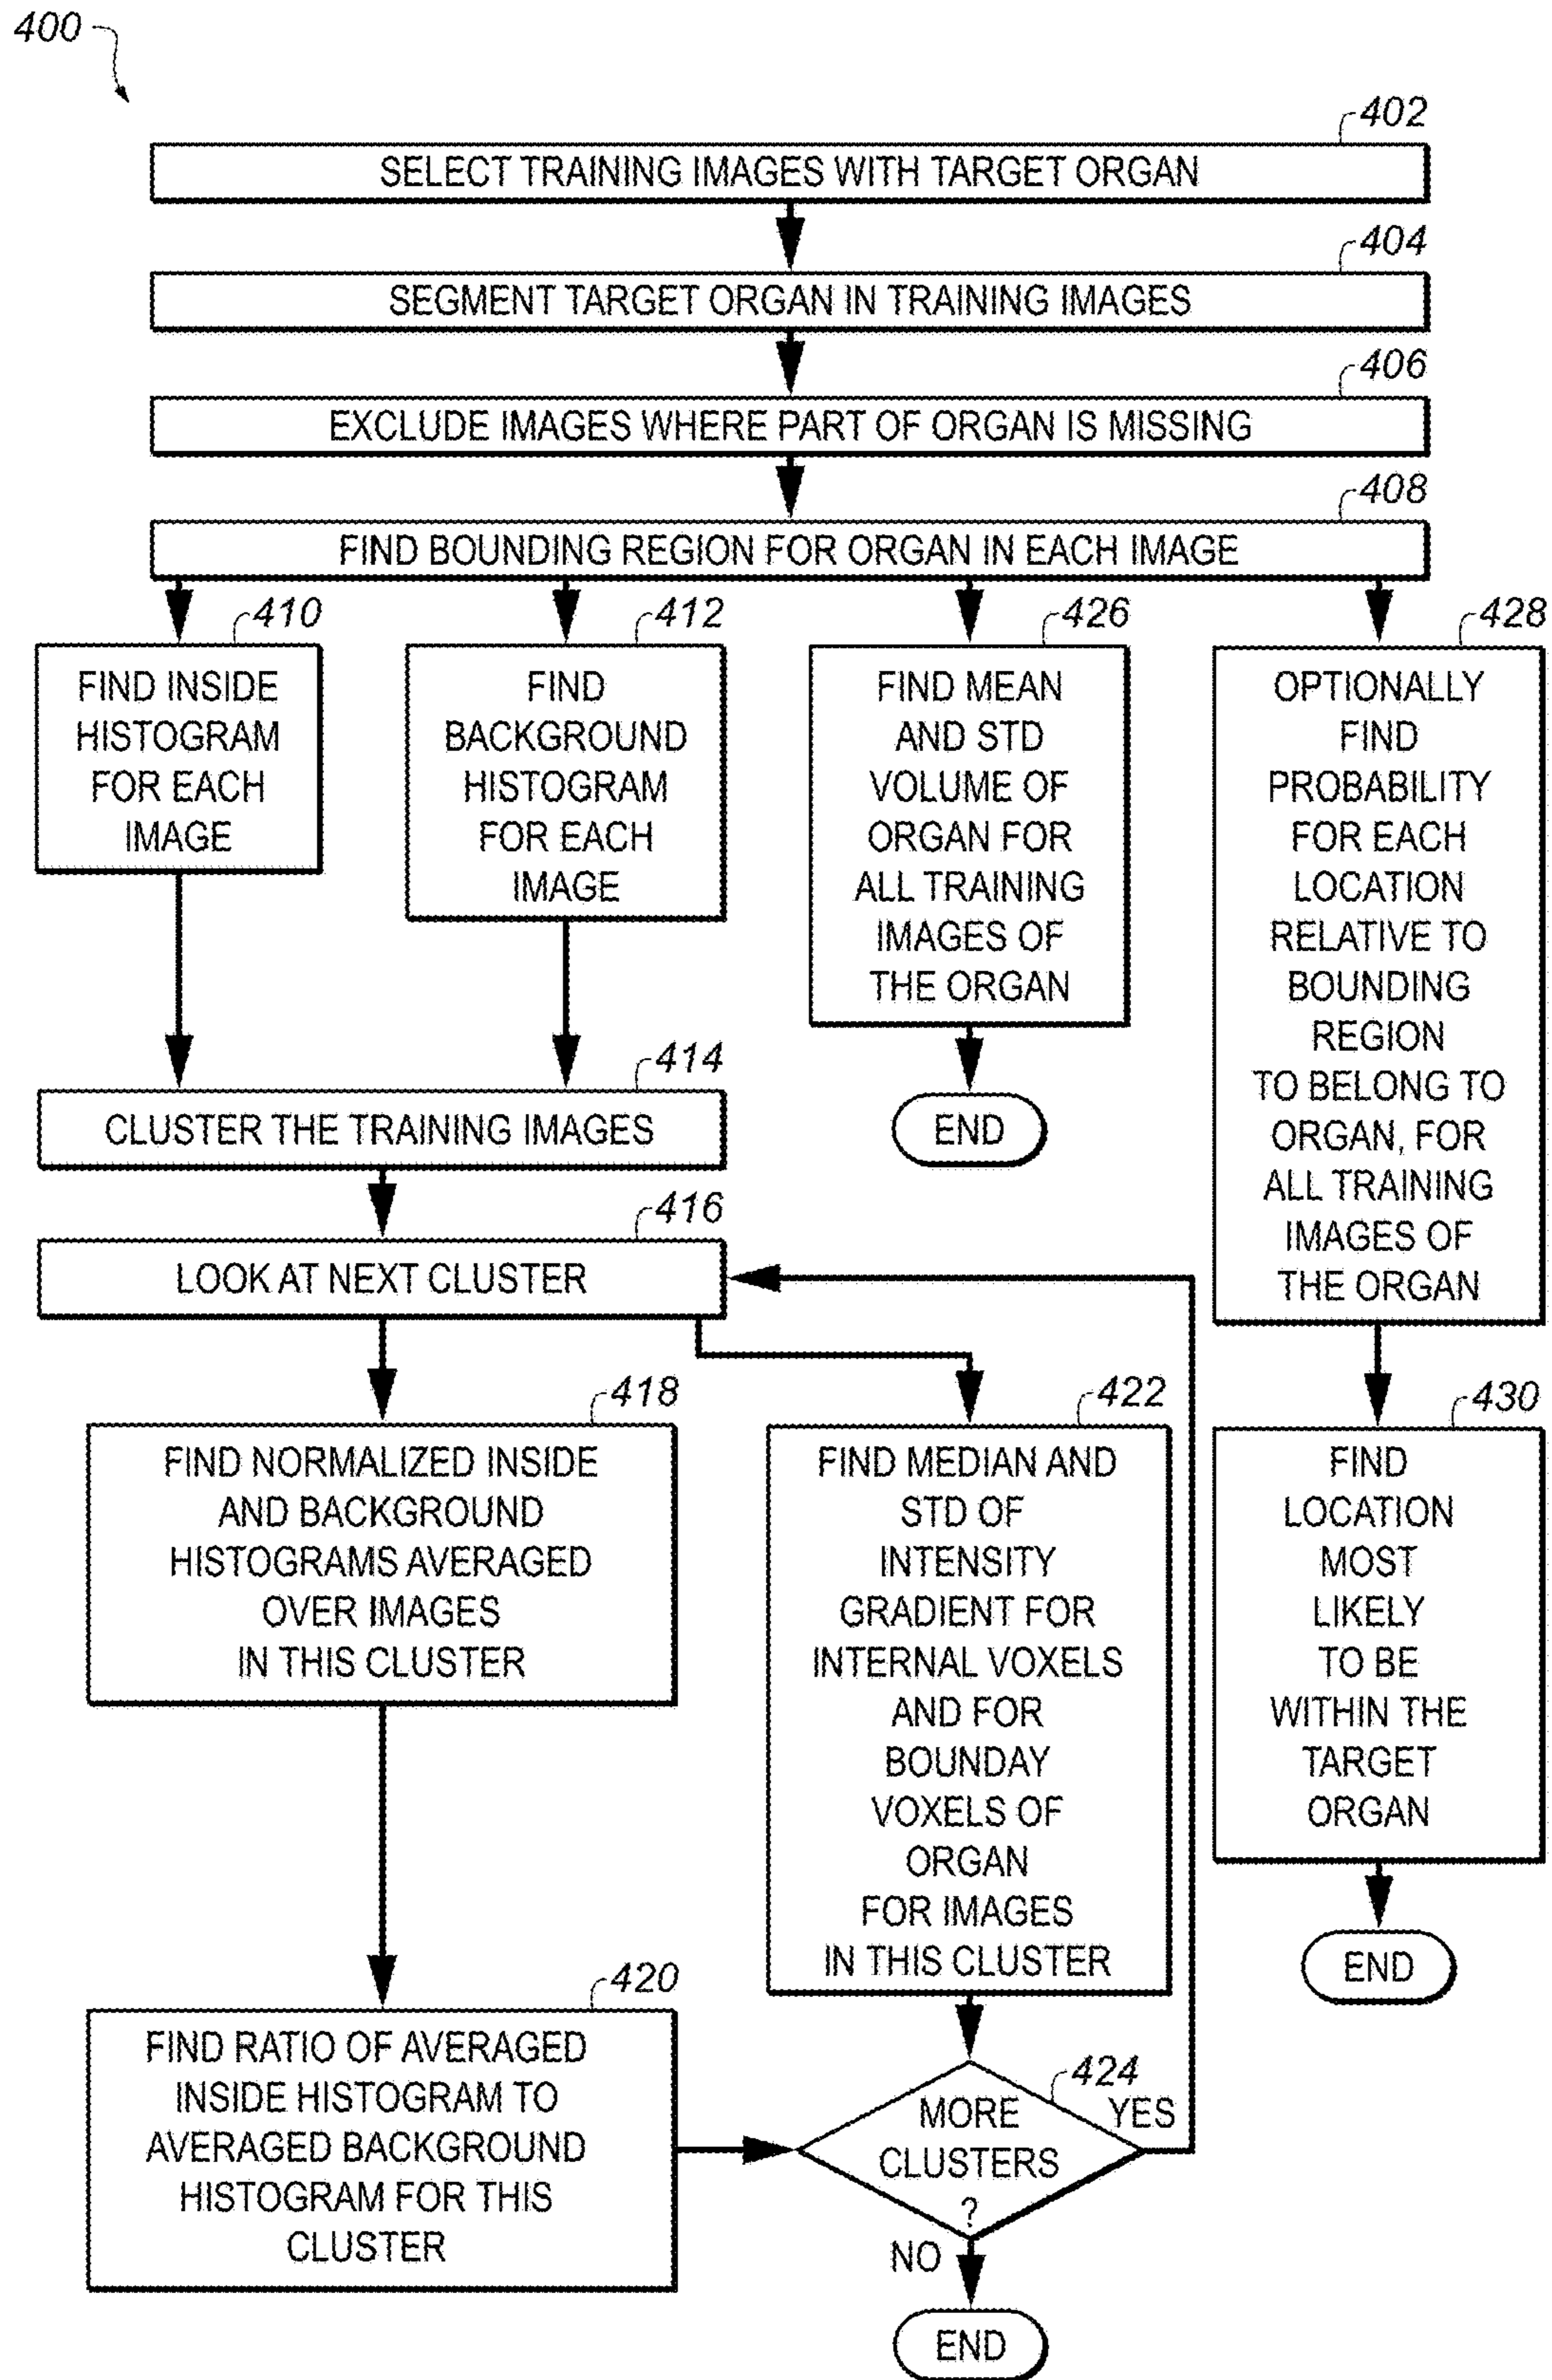 400
402
SELECT TRAINING IMAGES WITH TARGET ORGAN
404
SEGMENT TARGET ORGAN IN TRAINING IMAGES
406
EXCLUDE IMAGES WHERE PART OF ORGAN IS MISSING
408
FIND BOUNDING REGION FOR ORGAN IN EACH IMAGE
410
FIND INSIDE
HISTOGRAM
FOR EACH
IMAGE
412
FIND
BACKGROUND
HISTOGRAM
FOR EACH
IMAGE
426
FIND MEAN
AND STD
VOLUME OF
ORGAN FOR
ALL TRAINING
IMAGES OF
THE ORGAN
END
428
OPTIONALLY
FIND
PROBABILITY
FOR EACH
LOCATION
RELATIVE TO
BOUNDING
REGION
TO BELONG TO
ORGAN, FOR
ALL TRAINING
IMAGES OF
THE ORGAN
414
CLUSTER THE TRAINING IMAGES
416
LOOK AT NEXT CLUSTER
418
FIND NORMALIZED INSIDE
AND BACKGROUND
HISTOGRAMS AVERAGED
OVER IMAGES
IN THIS CLUSTER
422
FIND MEDIAN AND
STD OF
INTENSITY
GRADIENT FOR
INTERNAL VOXELS
AND FOR
BOUNDAY
VOXELS OF
ORGAN
FOR IMAGES
IN THIS CLUSTER
430
FIND
LOCATION
MOST
LIKELY
TO BE
WITHIN THE
TARGET
ORGAN
END
420
FIND RATIO OF AVERAGED
INSIDE HISTOGRAM TO
AVERAGED BACKGROUND
HISTOGRAM FOR THIS
CLUSTER
424
MORE
CLUSTERS
?
YES
NO
END